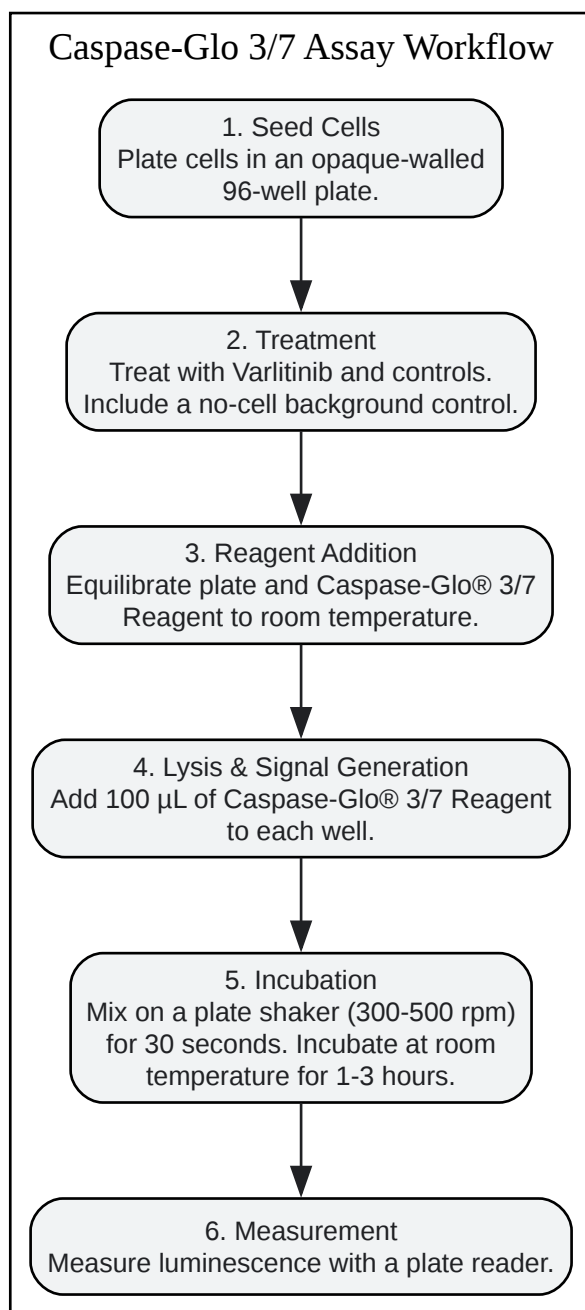 Caspase-Glo 3/7 Assay Workflow
1. Seed Cells
Plate cells in an opaque-walled
96-well plate.
2. Treatment
Treat with Varlitinib and controls.
Include a no-cell background control.
3. Reagent Addition
Equilibrate plate and Caspase-Glo® 3/7
Reagent to room temperature.
4. Lysis & Signal Generation
Add 100 µL of Caspase-Glo® 3/7 Reagent
to each well.
5. Incubation
Mix on a plate shaker (300-500 rpm)
for 30 seconds. Incubate at room
temperature for 1-3 hours.
6. Measurement
Measure luminescence with a plate reader.